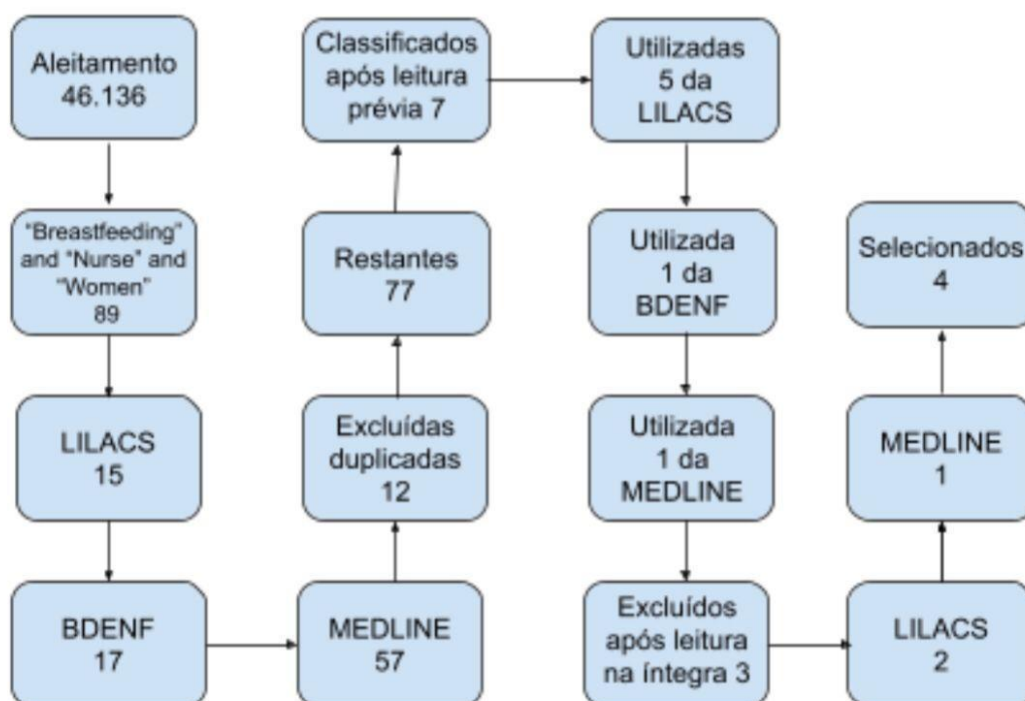 Aleitamento
46.136
"Breastfeeding"
and "Nurse" and
"Women"
89
LILACS
15
BDENF
17
MEDLINE
57
Excluídas
duplicadas
12
Restantes
77
Classificados
após leitura
prévia 7
Utilizadas
5 da
LILACS
Utilizada
1 da
BDENF
Utilizada
1 da
MEDLINE
Excluídos
após leitura
na íntegra 3
LILACS
2
MEDLINE
1
Selecionados
4